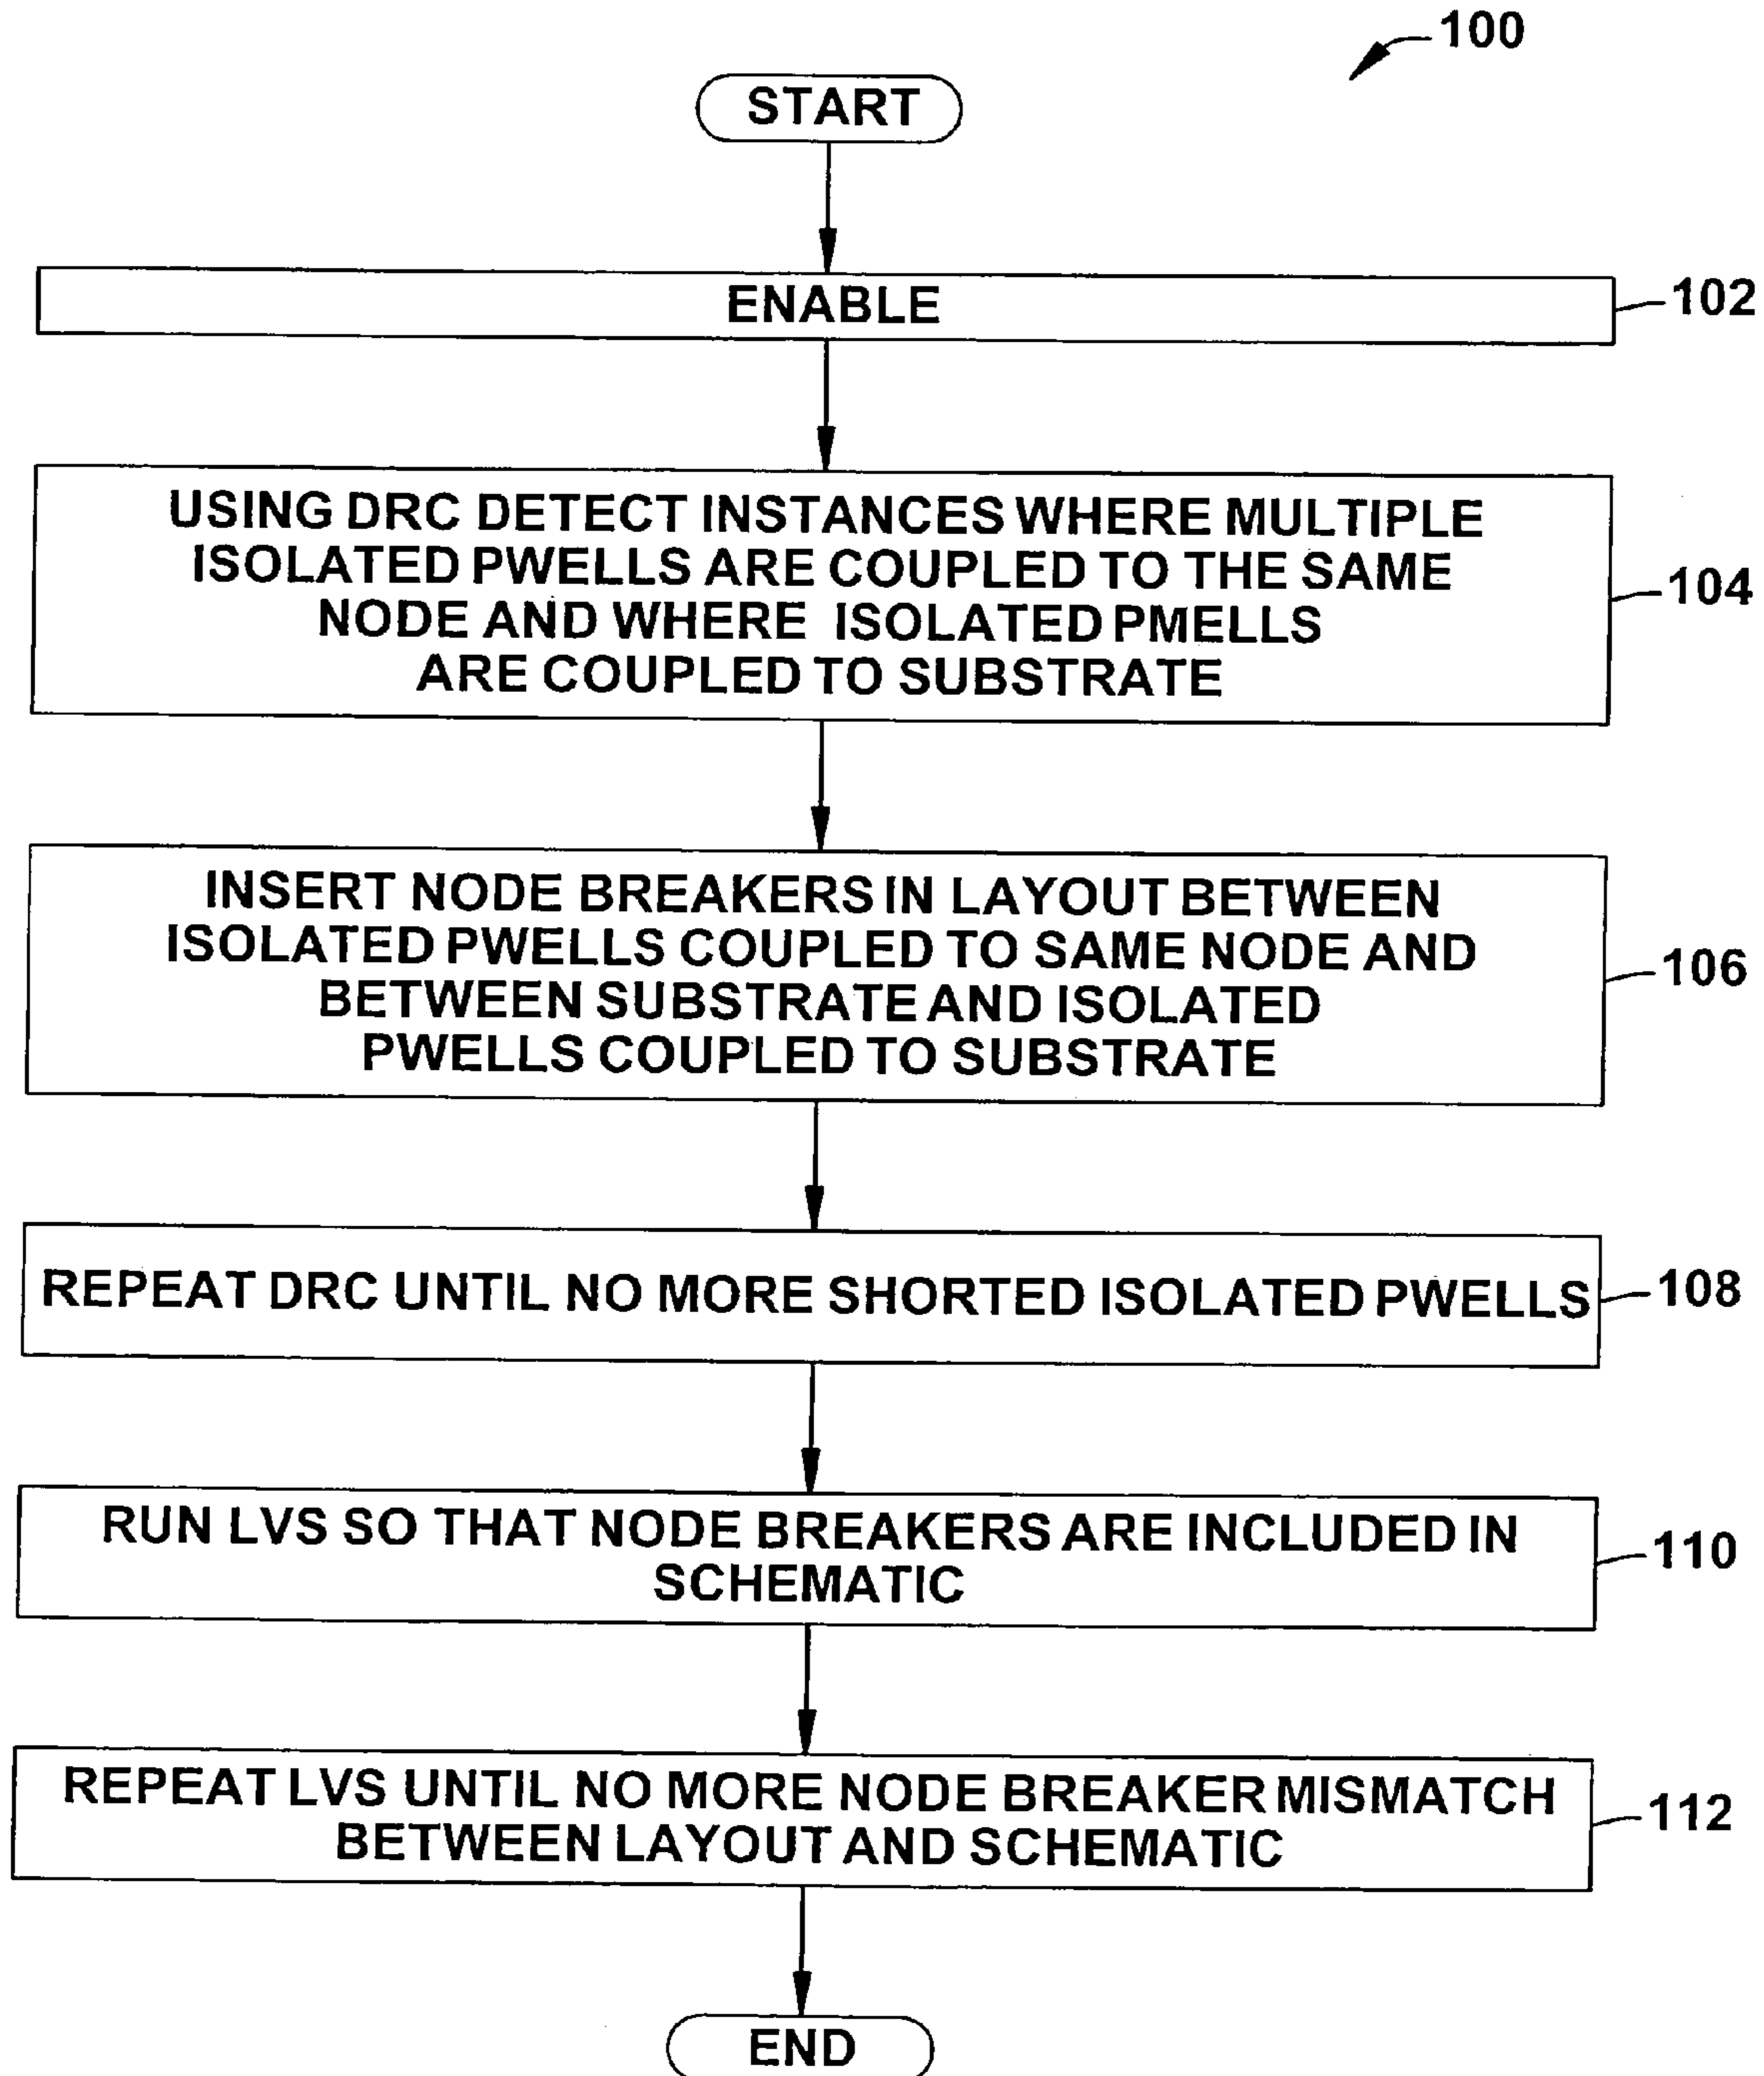 100
START
ENABLE
102
USING DRC DETECT INSTANCES WHERE MULTIPLE
ISOLATED PWELLS ARE COUPLED TO THE SAME
NODE AND WHERE ISOLATED PMELLS
ARE COUPLED TO SUBSTRATE
104
INSERT NODE BREAKERS IN LAYOUT BETWEEN
ISOLATED PWELLS COUPLED TO SAME NODE AND
BETWEEN SUBSTRATE AND ISOLATED
PWELLS COUPLED TO SUBSTRATE
106
REPEAT DRC UNTIL NO MORE SHORTED ISOLATED PWELLS
108
RUN LVS SO THAT NODE BREAKERS ARE INCLUDED IN
SCHEMATIC
110
REPEAT LVS UNTIL NO MORE NODE BREAKER MISMATCH
BETWEEN LAYOUT AND SCHEMATIC
112
END